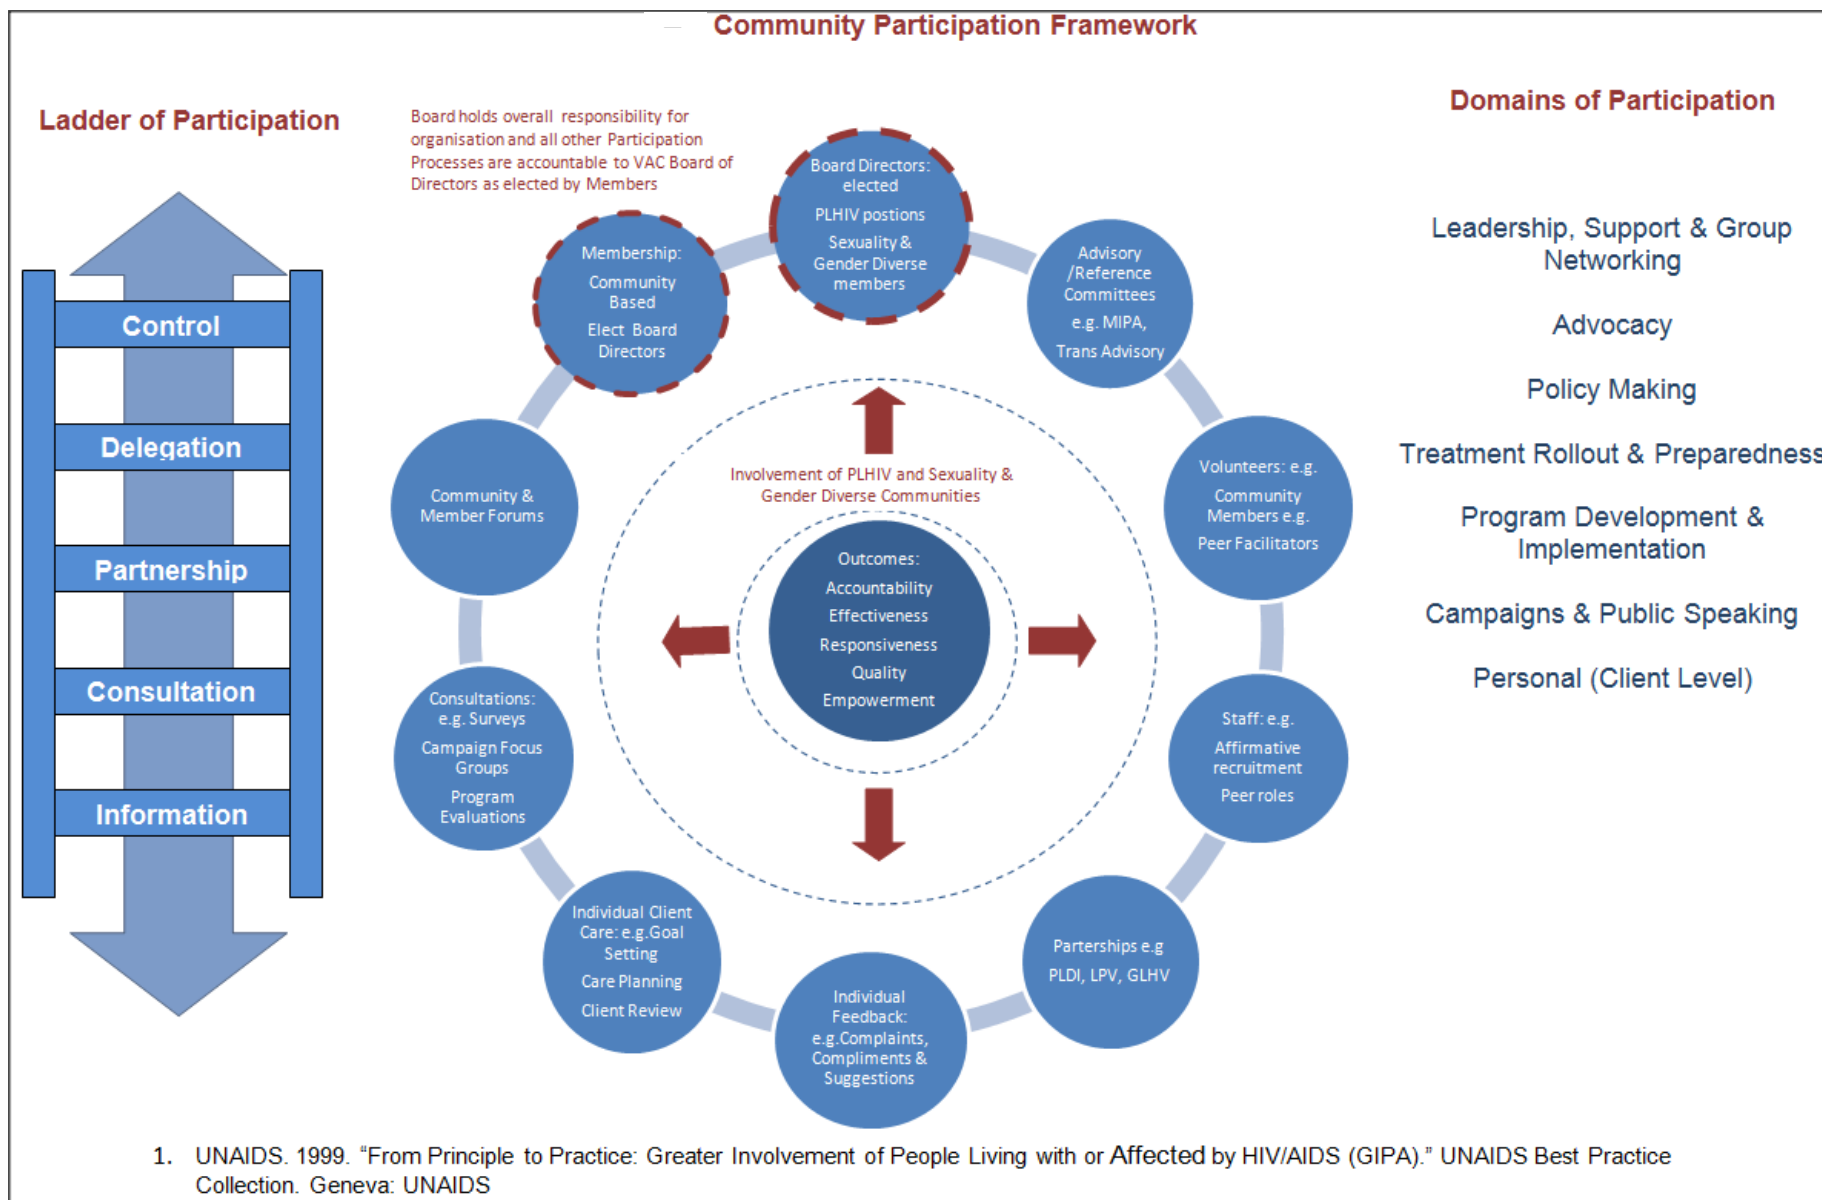 Community Participation Framework
Ladder of Participation
Control
Delegation
Partnership
Consultation
Information
Board holds overall responsibility for
organisation and all other Participation
Processes are accountable to VAC Board of
Directors as elected by Members
Board Directors:
elected
PLHIV postions
Sexuality &
Gender Diverse
members
Advisory
/Reference
Committees
e.g. MIPA,
Trans Advisory
Volunteers: e.g.
Community
Members e.g.
Peer Facilitators
Staff: e.g.
Affirmative
recruitment
Peer roles
Parterships e.g
PLDI, LPV, GLHV
Individual
Feedback:
e.g.Complaints,
Compliments &
Suggestions
Individual Client
Care: e.g.Goal
Setting
Care Planning
Client Review
Consultations:
e.g. Surveys
Campaign Focus
Groups
Program
Evaluations
Community &
Member Forums
Membership:
Community
Based
Elect Board
Directors
Involvement of PLHIV and Sexuality &
Gender Diverse Communities
Outcomes:
Accountability
Effectiveness
Responsiveness
Quality
Empowerment
Domains of Participation
Leadership, Support & Group
Networking
Advocacy
Policy Making
Treatment Rollout & Preparedness
Program Development &
Implementation
Campaigns & Public Speaking
Personal (Client Level)
1. UNAIDS. 1999. “From Principle to Practice: Greater Involvement of People Living with or Affected by HIV/AIDS (GIPA).” UNAIDS Best Practice
Collection. Geneva: UNAIDS